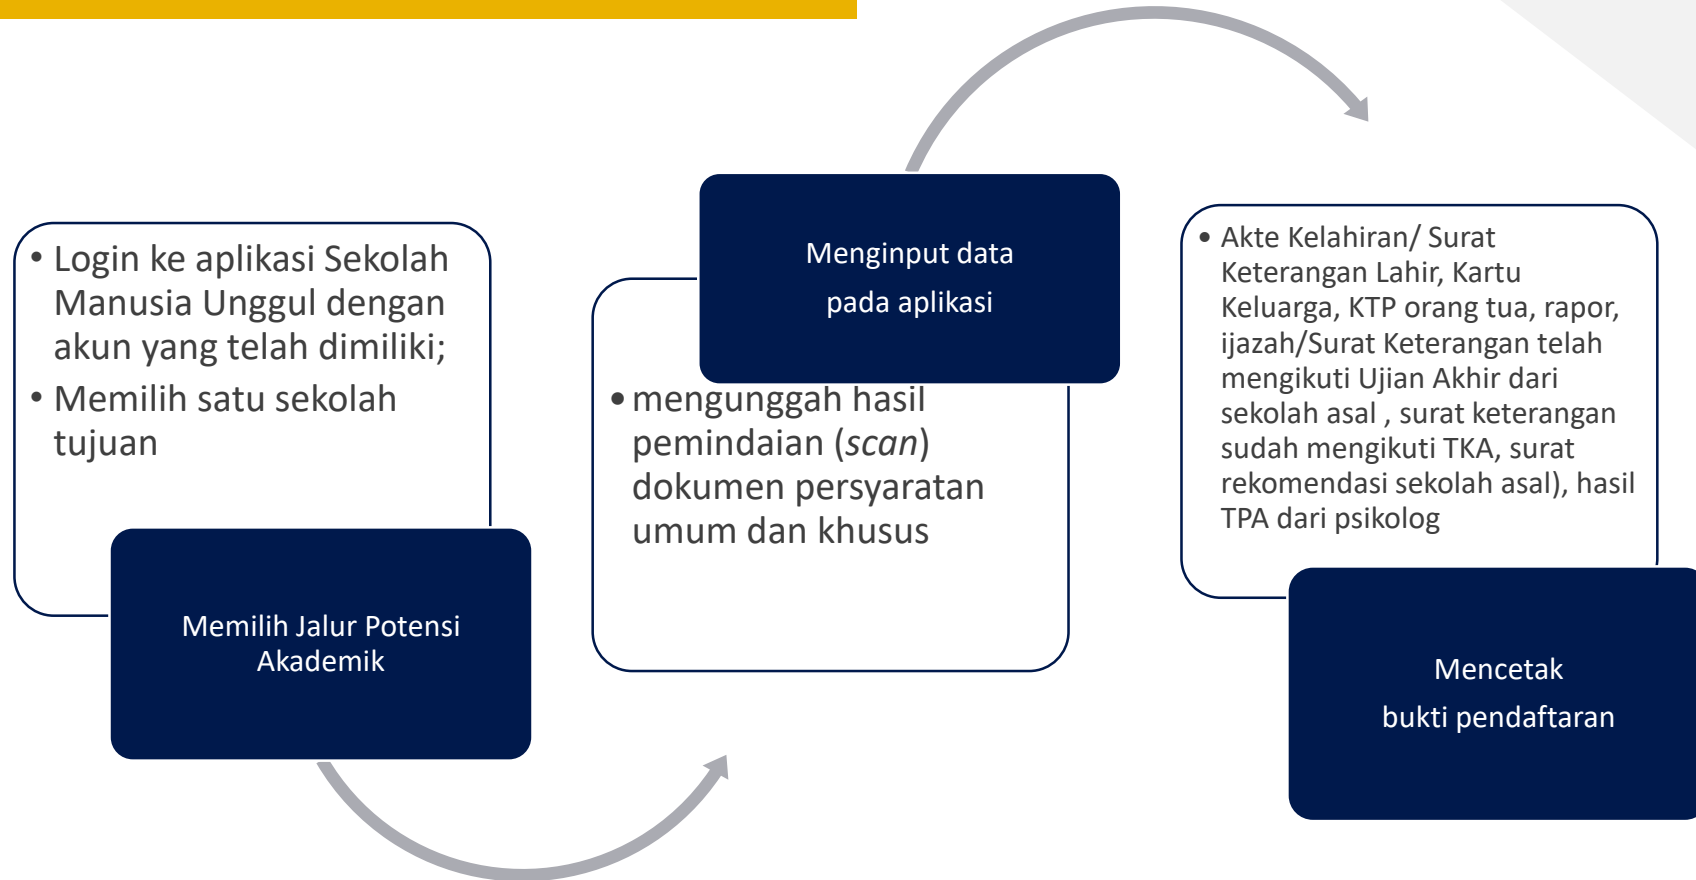 • Login ke aplikasi Sekolah
Manusia Unggul dengan
akun yang telah dimiliki;
• Memilih satu sekolah
tujuan
Memilih Jalur Potensi
Akademik
Menginput data
pada aplikasi
• mengunggah hasil
pemindaian (scan)
dokumen persyaratan
umum dan khusus
• Akte Kelahiran/ Surat
Keterangan Lahir, Kartu
Keluarga, KTP orang tua, rapor,
ijazah/Surat Keterangan telah
mengikuti Ujian Akhir dari
sekolah asal , surat keterangan
sudah mengikuti TKA, surat
rekomendasi sekolah asal), hasil
TPA dari psikolog
Mencetak
bukti pendaftaran